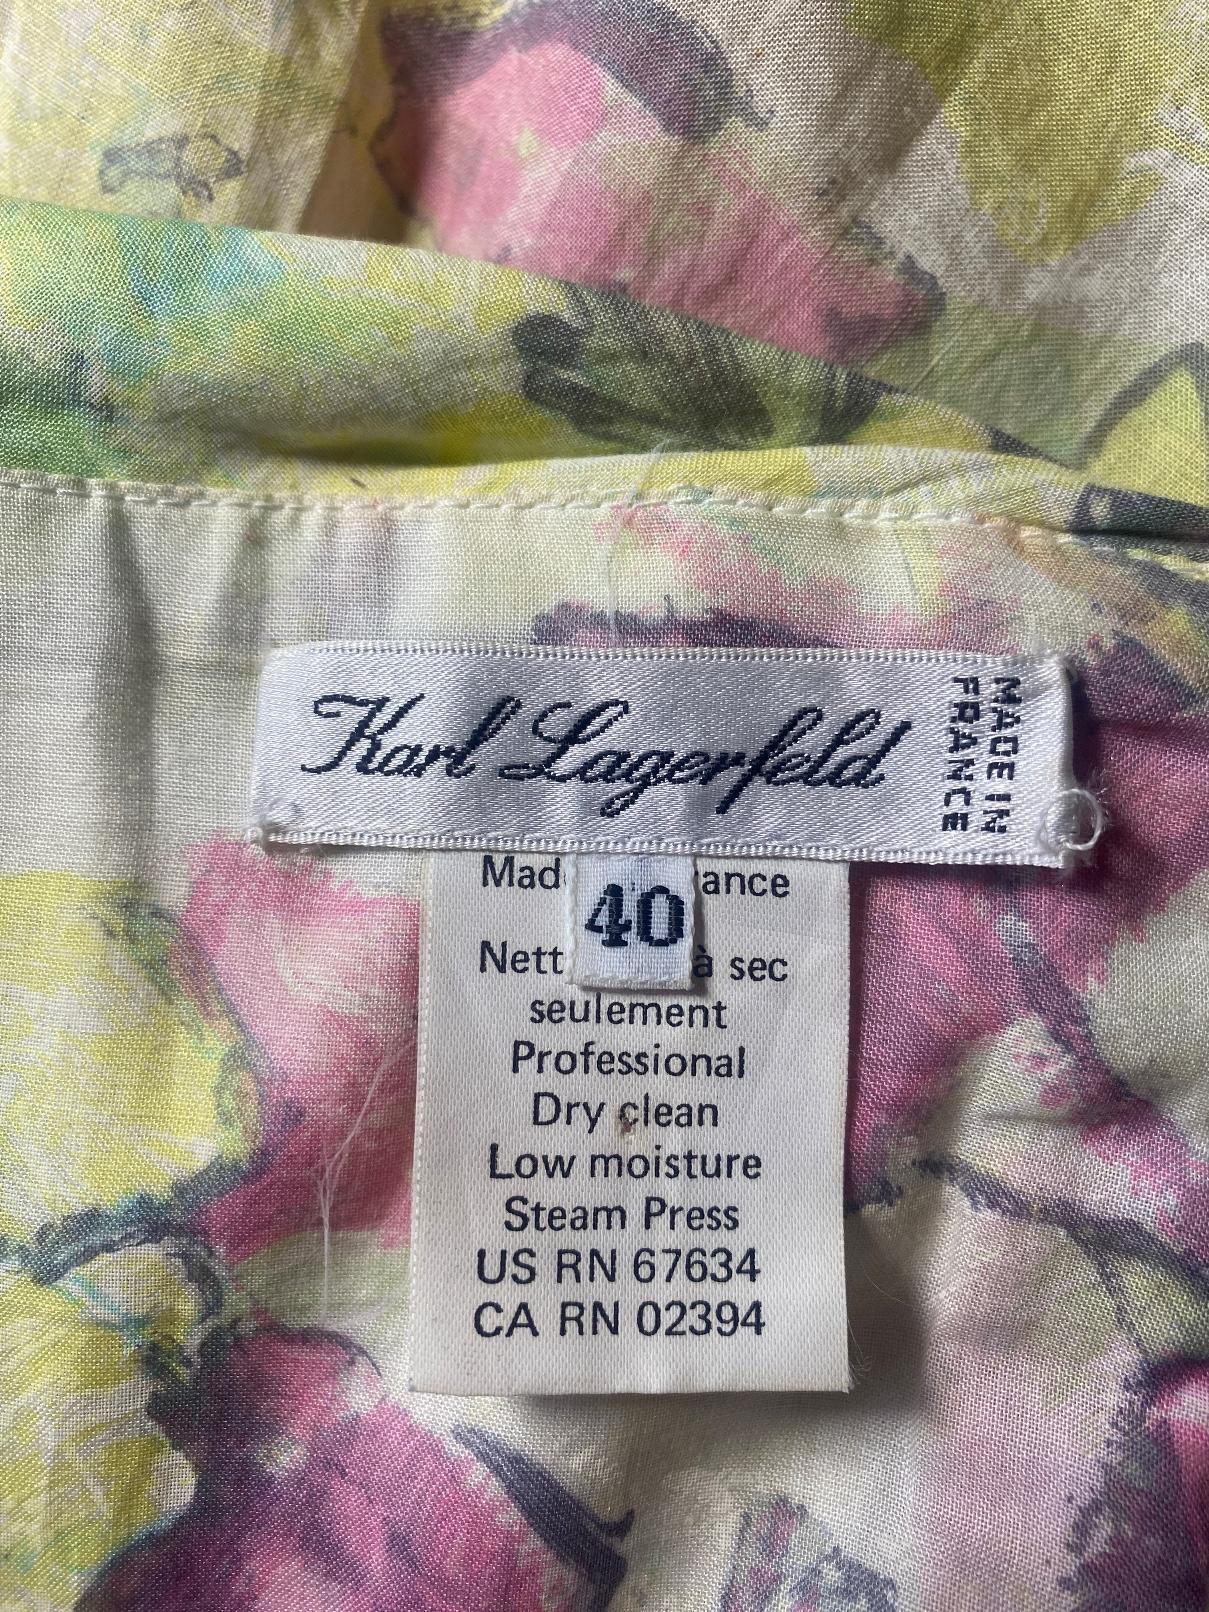 Karl Lagerfeld
MADE IN
FRANCE
40
Mad ance
Nett à sec
seulement
Professional
Dry clean
Low moisture
Steam Press
US RN 67634
CA RN 02394